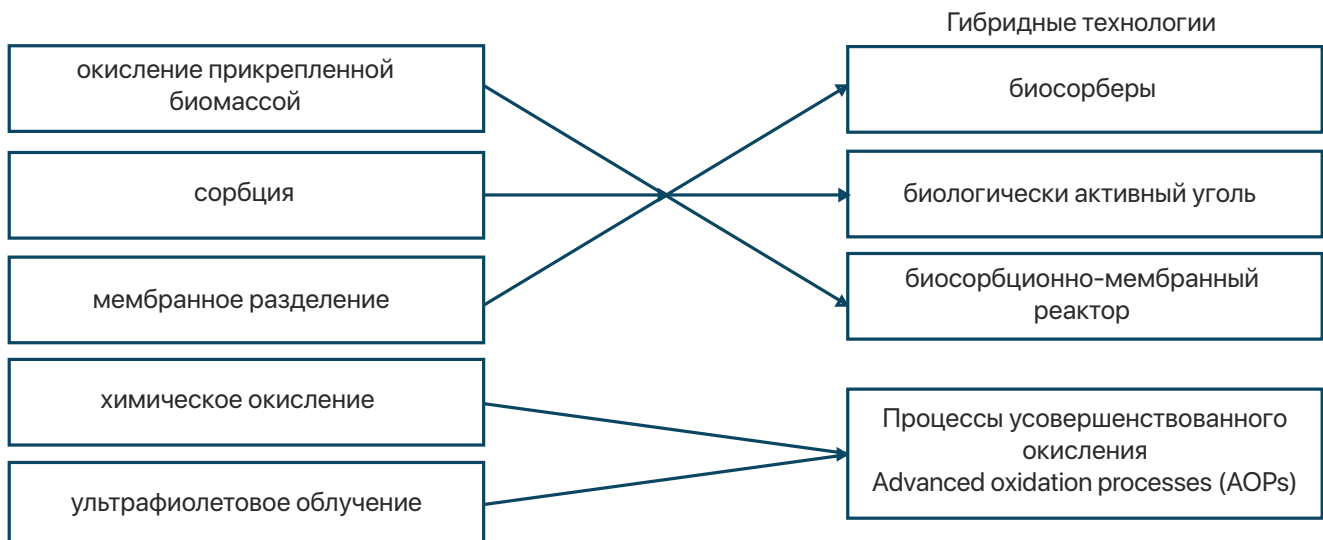 Гибридные технологии
окисление прикрепленной
биомассой
биосорберы
сорбция
биологически активный уголь
мембранное разделение
биосорбционно-мембранный
реактор
химическое окисление
Процессы усовершенствованного
окисления
Advanced oxidation processes (AOPs)
ультрафиолетовое облучение